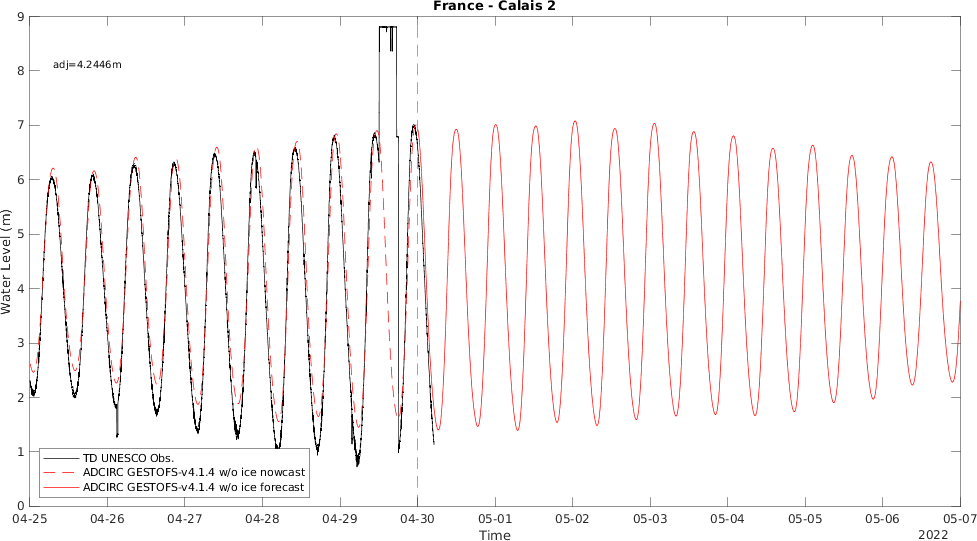 France - Calais 2
9
8
7
6
5
4
3
2
1
0
Water Level (m)
adj=4.2446m
TD UNESCO Obs.
ADCIRC GESTOFS-v4.1.4 w/o ice nowcast
ADCIRC GESTOFS-v4.1.4 w/o ice forecast
04-25 04-26 04-27 04-28 04-29 04-30 05-01 05-02 05-03 05-04 05-05 05-06 05-07
Time
2022